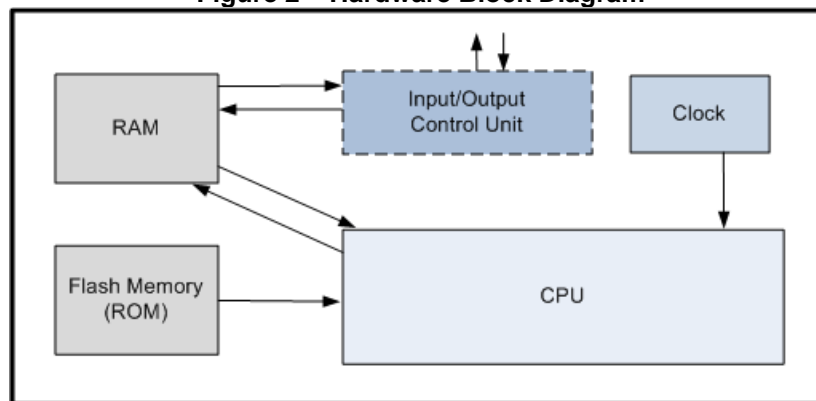 Figure 2 – Hardware Block Diagram
RAM
Input/Output
Control Unit
Clock
Flash Memory
(ROM)
CPU